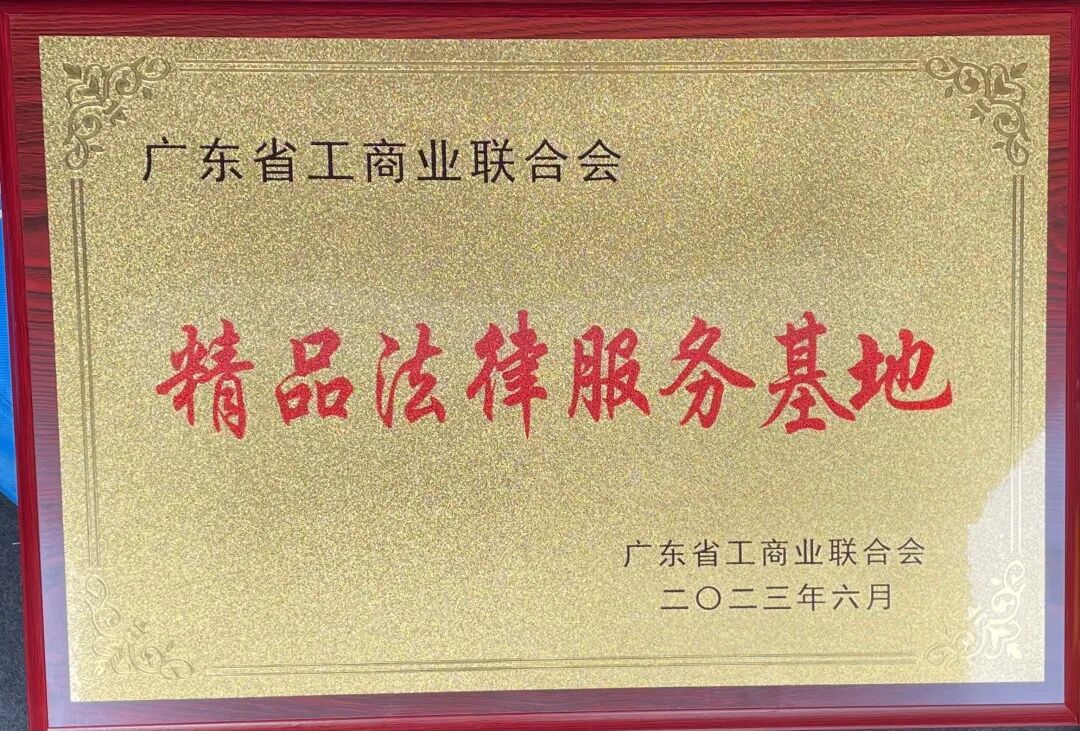 广东省工商业联合会
精品法律服务基地
广东省工商业联合会
二〇二三年六月